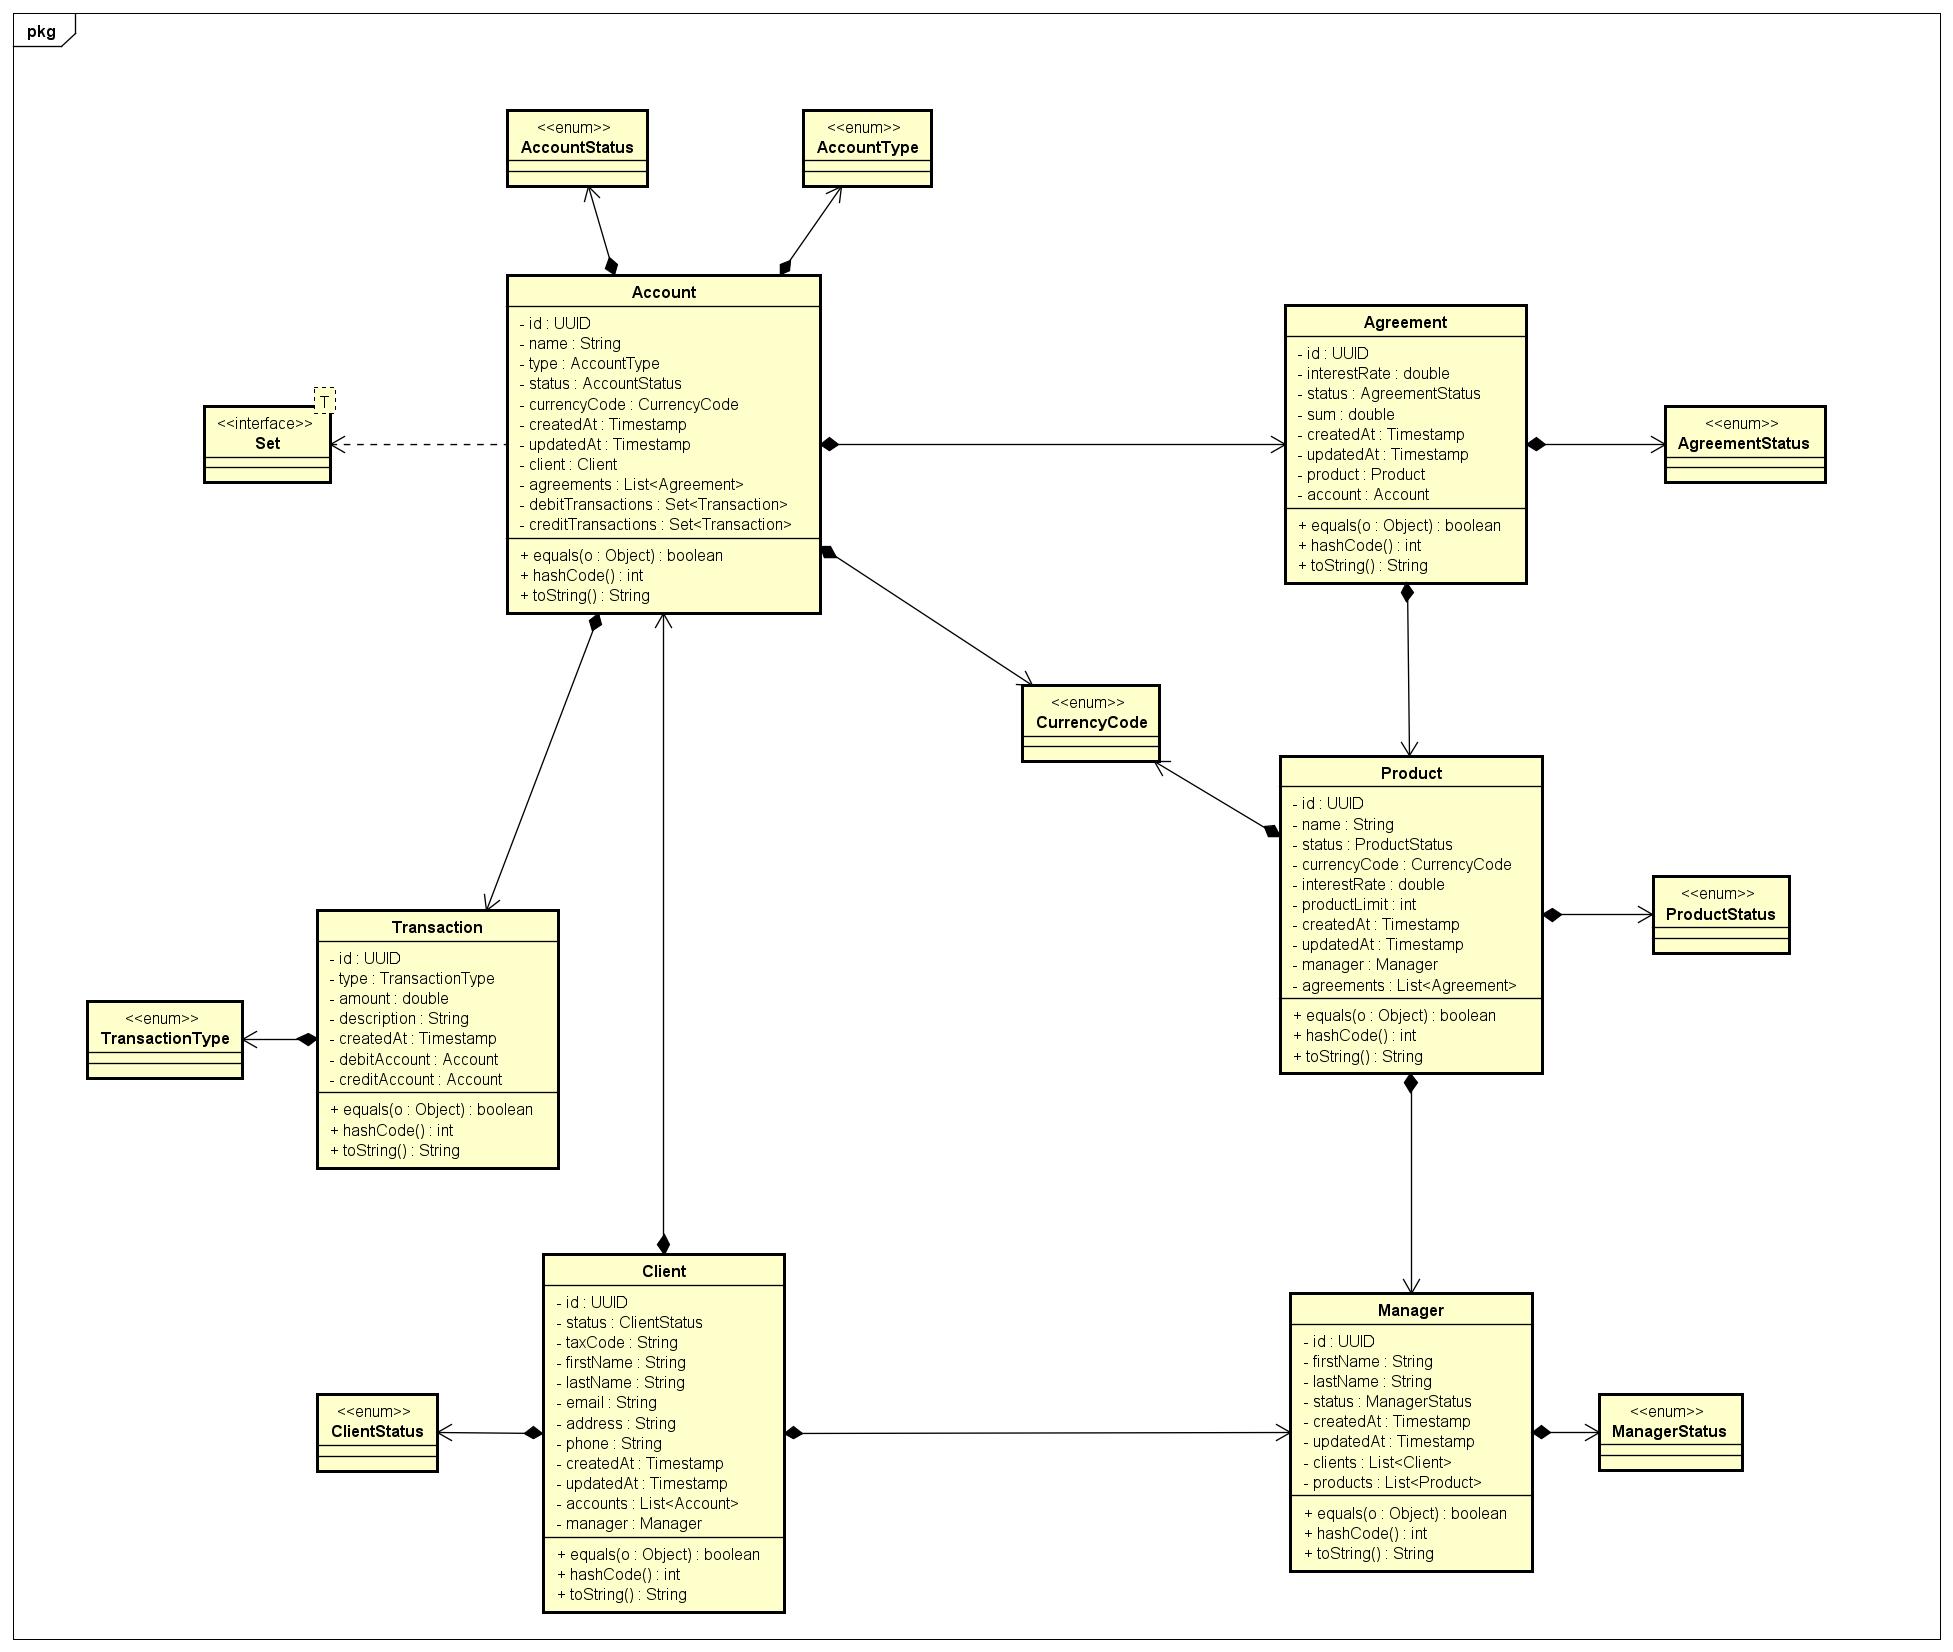 pkg
<<enum>>
AccountStatus
<<enum>>
AccountType
Account
- id : UUID
- name : String
- type : AccountType
- status : AccountStatus
- currencyCode : CurrencyCode
- createdAt : Timestamp
- updatedAt : Timestamp
- client : Client
- agreements : List<Agreement>
- debitTransactions : Set<Transaction>
- creditTransactions : Set<Transaction>
+ equals(o : Object) : boolean
+ hashCode() : int
+ toString() : String
Agreement
- id : UUID
- interestRate : double
- status : AgreementStatus
- sum : double
- createdAt : Timestamp
- updatedAt : Timestamp
- product : Product
- account : Account
+ equals(o : Object) : boolean
+ hashCode() : int
+ toString() : String
T
<<interface>>
Set
<<enum>>
AgreementStatus
<<enum>>
CurrencyCode
Product
- id : UUID
- name : String
- status : ProductStatus
- currencyCode : CurrencyCode
- interestRate : double
- productLimit : int
- createdAt : Timestamp
- updatedAt : Timestamp
- manager : Manager
- agreements : List<Agreement>
+ equals(o : Object) : boolean
+ hashCode() : int
+ toString() : String
<<enum>>
ProductStatus
Transaction
- id : UUID
- type : TransactionType
- amount : double
- description : String
- createdAt : Timestamp
- debitAccount : Account
- creditAccount : Account
+ equals(o : Object) : boolean
+ hashCode() : int
+ toString() : String
<<enum>>
TransactionType
Client
- id : UUID
- status : ClientStatus
- taxCode : String
- firstName : String
- lastName : String
- email : String
- address : String
- phone : String
- createdAt : Timestamp
- updatedAt : Timestamp
- accounts : List<Account>
- manager : Manager
+ equals(o : Object) : boolean
+ hashCode() : int
+ toString() : String
<<enum>>
ClientStatus
Manager
- id : UUID
- firstName : String
- lastName : String
- status : ManagerStatus
- createdAt : Timestamp
- updatedAt : Timestamp
- clients : List<Client>
- products : List<Product>
+ equals(o : Object) : boolean
+ hashCode() : int
+ toString() : String
<<enum>>
ManagerStatus